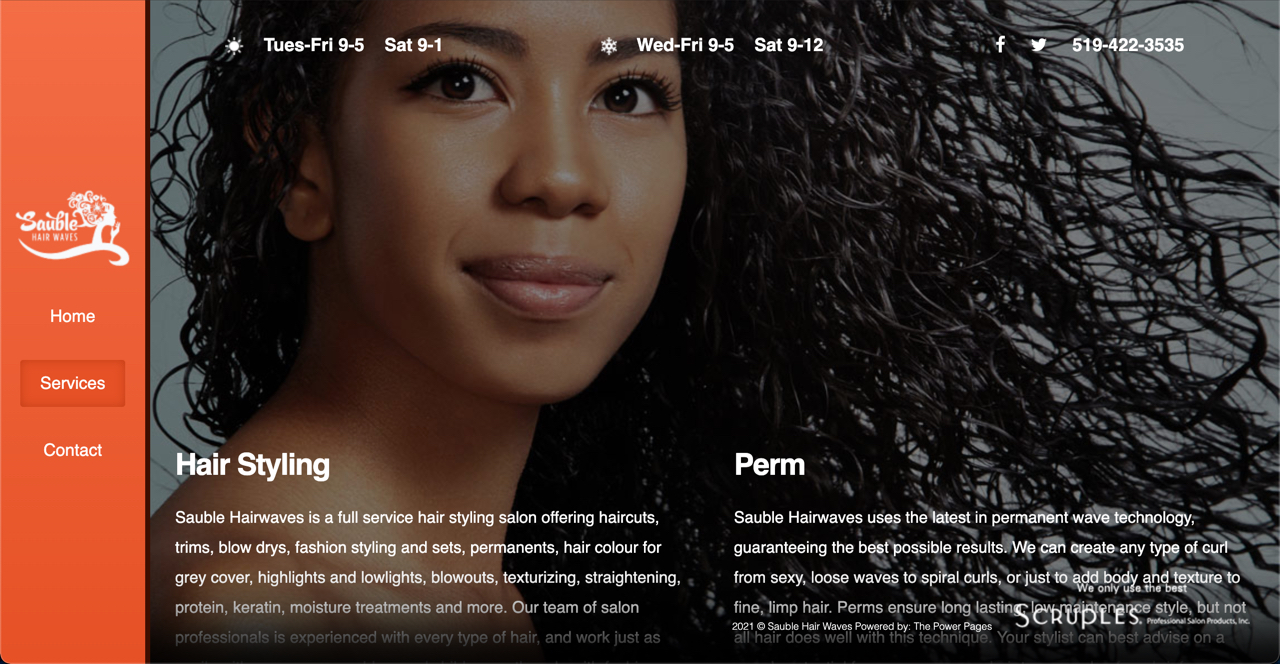 Tues-Fri 9-5 Sat 9-1
Wed-Fri 9-5 Sat 9-12
519-422-3535
Sauble
HAIR WAVES
Home
Services
Contact
Hair Styling
Sauble Hairwaves is a full service hair styling salon offering haircuts,
trims, blow drys, fashion styling and sets, permanents, hair colour for
grey cover, highlights and lowlights, blowouts, texturizing, straightening,
protein, keratin, moisture treatments and more. Our team of salon
professionals is experienced with every type of hair, and work just as
Perm
Sauble Hairwaves uses the latest in permanent wave technology,
guaranteeing the best possible results. We can create any type of curl
from sexy, loose waves to spiral curls, or just to add body and texture to
fine, limp hair. Perms ensure long lasting, low-maintenance style, but not
all hair does well with this technique. Your stylist can best advise on a
We only use the best
SCRUPLES. Professional Salon Products, Inc.
2021 © Sauble Hair Waves Powered by: The Power Pages